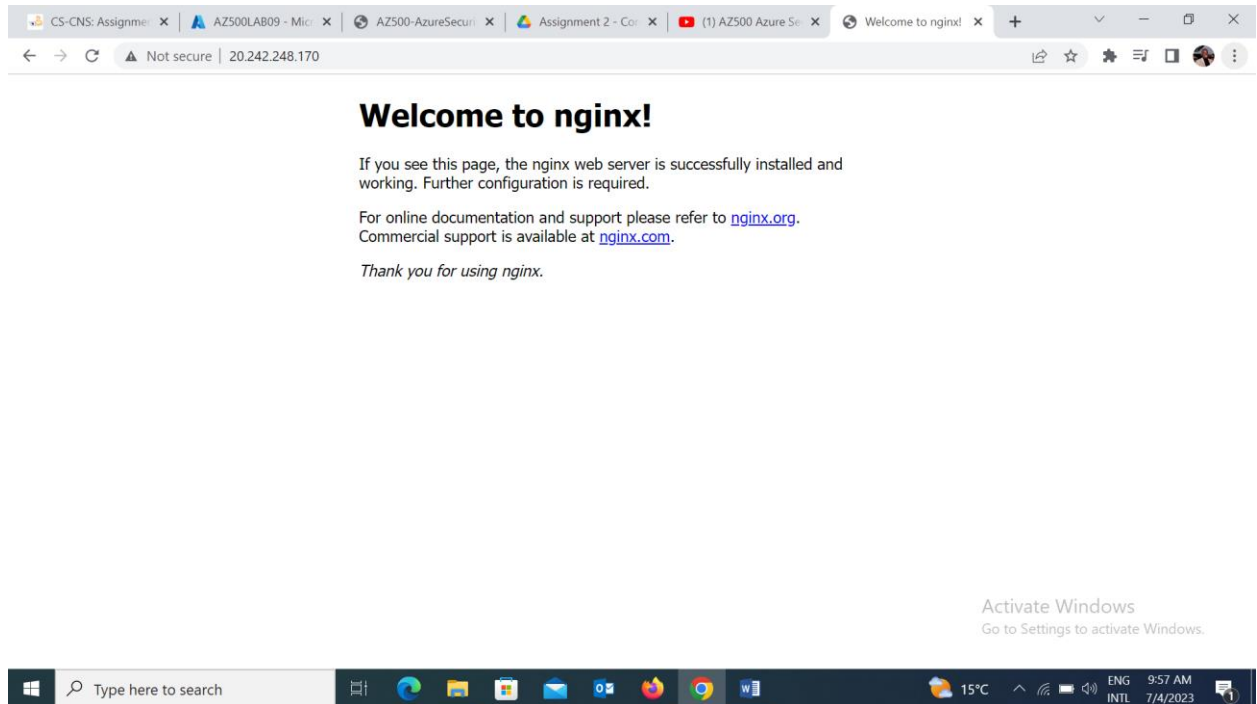 CS-CNS: Assignmen
AZ500LAB09 - Micr
AZ500-AzureSecuri
Assignment 2 - Cor
(1) AZ500 Azure Se
Welcome to nginx!
Not secure | 20.242.248.170
Welcome to nginx!
If you see this page, the nginx web server is successfully installed and
working. Further configuration is required.
For online documentation and support please refer to nginx.org.
Commercial support is available at nginx.com.
Thank you for using nginx.
Activate Windows
Go to Settings to activate Windows.
Type here to search
15°C
ENG
INTL
9:57 AM
7/4/2023
1